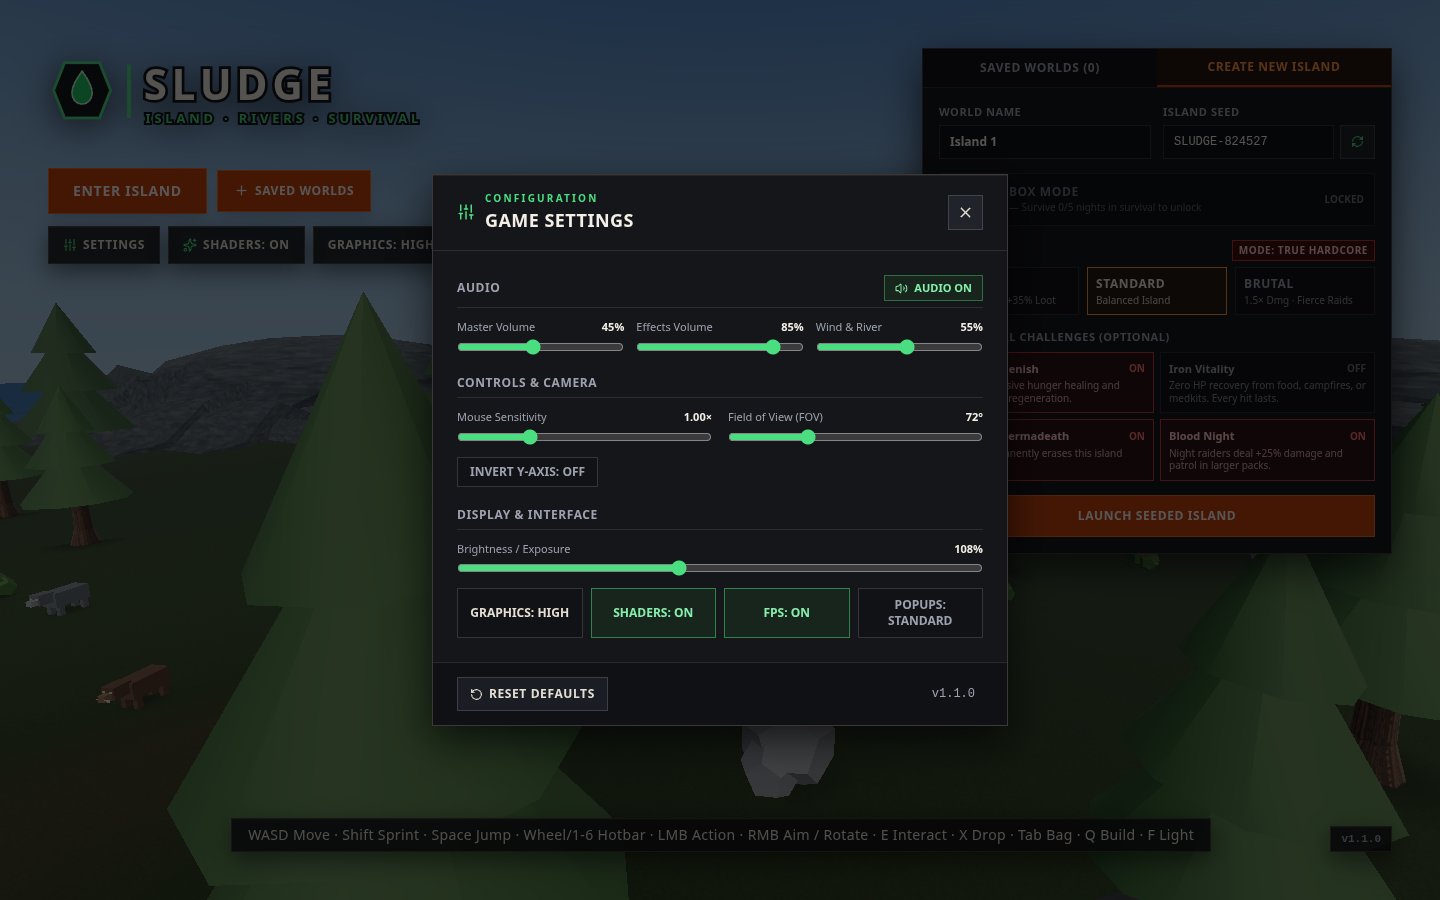 SLUDGE
ISLAND · RIVERS · SURVIVAL
ENTER ISLAND
SAVED WORLDS
SETTINGS
SHADERS: ON
GRAPHICS: HIGH
SAVED WORLDS (0)
CREATE NEW ISLAND
WORLD NAME
ISLAND SEED
Island 1
SLUDGE-824527
BOX MODE
— Survive 0/5 nights in survival to unlock
LOCKED
MODE: TRUE HARDCORE
+35% Loot
STANDARD
Balanced Island
BRUTAL
1.5× Dmg · Fierce Raids
CHALLENGES (OPTIONAL)
ON
hunger healing and
Iron Vitality
OFF
Zero HP recovery from food, campfires, or
medkits. Every hit lasts.
ON
erases this island
Blood Night
ON
Night raiders deal +25% damage and
patrol in larger packs.
LAUNCH SEEDED ISLAND
CONFIGURATION
GAME SETTINGS
AUDIO
AUDIO ON
Master Volume
45%
Effects Volume
85%
Wind & River
55%
CONTROLS & CAMERA
Mouse Sensitivity
1.00×
Field of View (FOV)
72°
INVERT Y-AXIS: OFF
DISPLAY & INTERFACE
Brightness / Exposure
108%
GRAPHICS: HIGH
SHADERS: ON
FPS: ON
POPUPS:
STANDARD
RESET DEFAULTS
v1.1.0
WASD Move · Shift Sprint · Space Jump · Wheel/1-6 Hotbar · LMB Action · RMB Aim / Rotate · E Interact · X Drop · Tab Bag · Q Build · F Light
v1.1.0